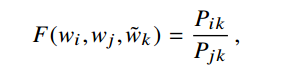 F(w_i, w_j, \tilde{w}_k) = \frac{P_{ik}}{P_{jk}} ,